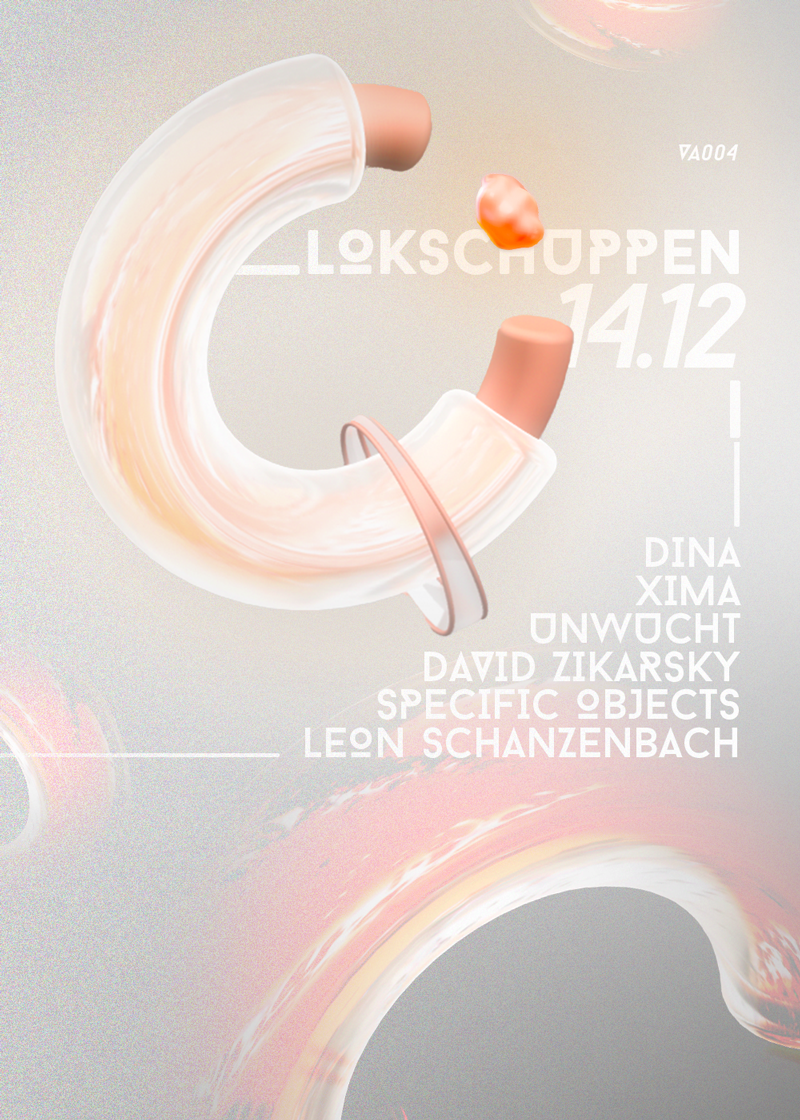 VA004
LOKSCHUPPEN
14.12
DINA
XIMA
UNWUCHT
DAVID ZIKARSKY
SPECIFIC OBJECTS
LEON SCHANZENBACH